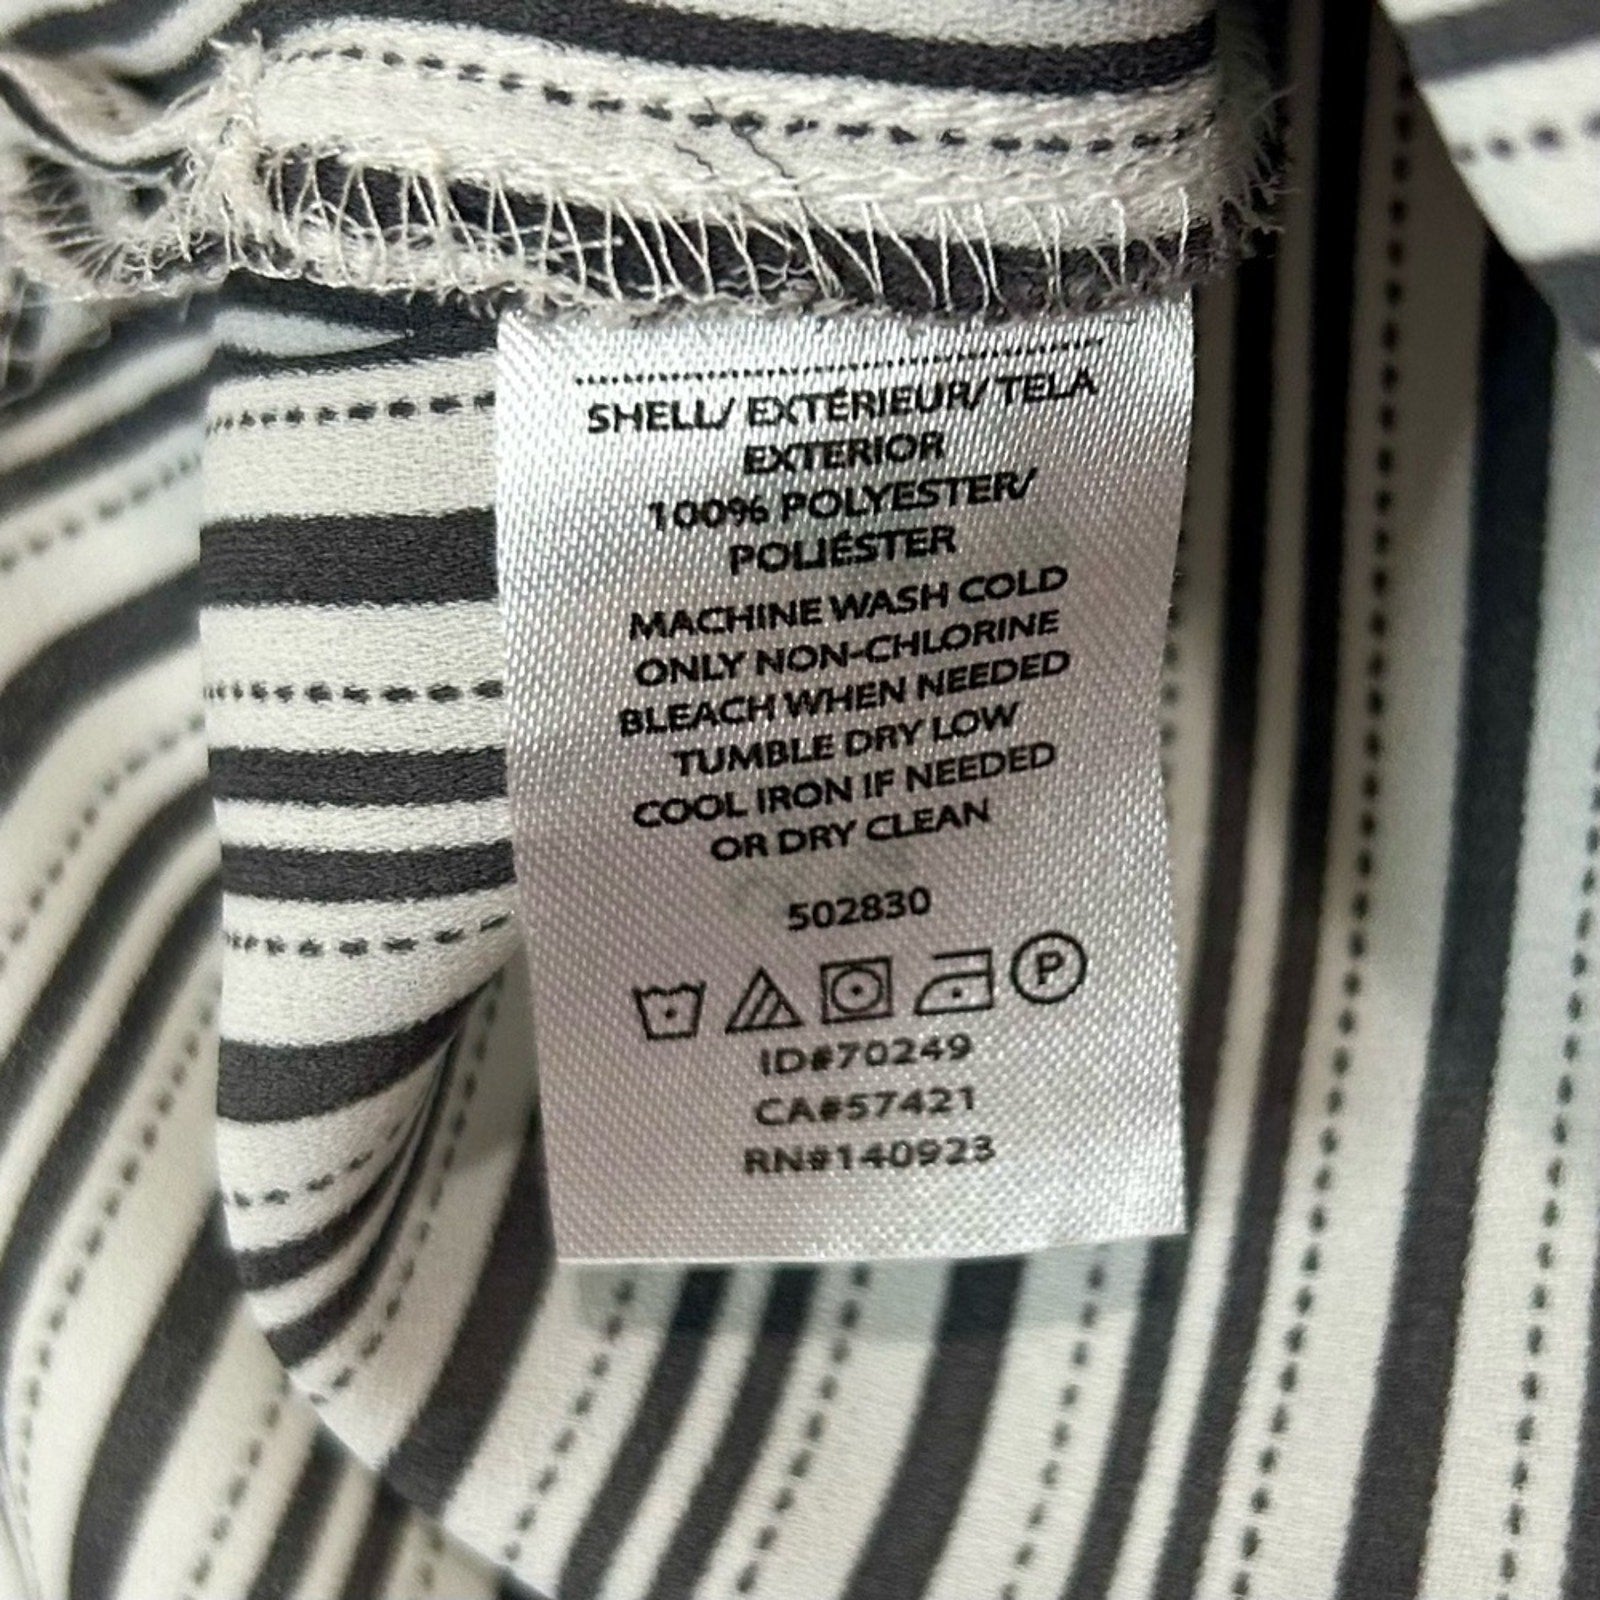 SHELL/ EXTÉRIEUR/ TELA
EXTERIOR
100% POLYESTER/
POLIÉSTER
MACHINE WASH COLD
ONLY NON-CHLORINE
BLEACH WHEN NEEDED
TUMBLE DRY LOW
COOL IRON IF NEEDED
OR DRY CLEAN
502830
P
ID#70249
CA#57421
RN#140923